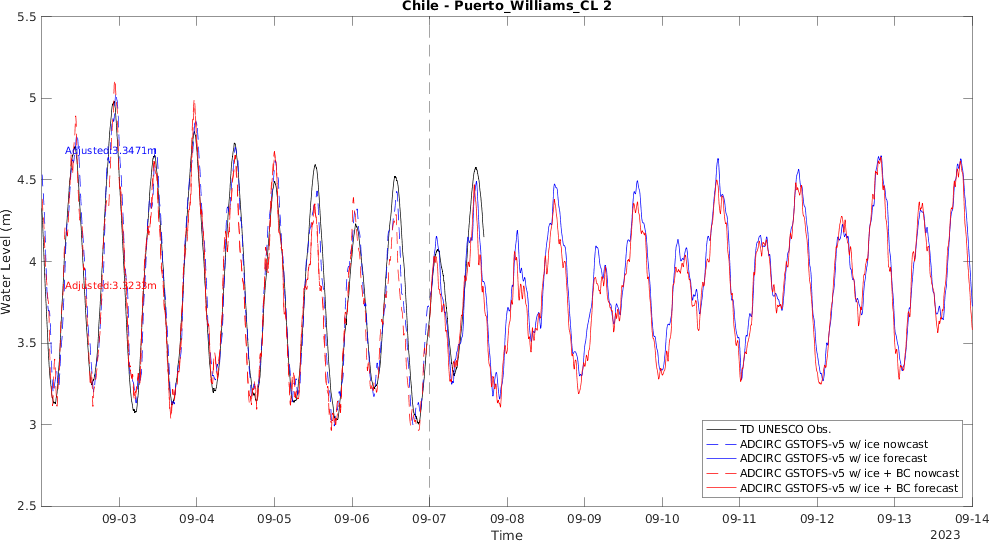 Chile - Puerto_Williams_CL 2
5.5
5
4.5
4
3.5
3
2.5
Water Level (m)
Adjusted:3.3471m
Adjusted:3.3233m
TD UNESCO Obs.
ADCIRC GSTOFS-v5 w/ ice nowcast
ADCIRC GSTOFS-v5 w/ ice forecast
ADCIRC GSTOFS-v5 w/ ice + BC nowcast
ADCIRC GSTOFS-v5 w/ ice + BC forecast
09-03 09-04 09-05 09-06 09-07 09-08 09-09 09-10 09-11 09-12 09-13 09-14
Time
2023